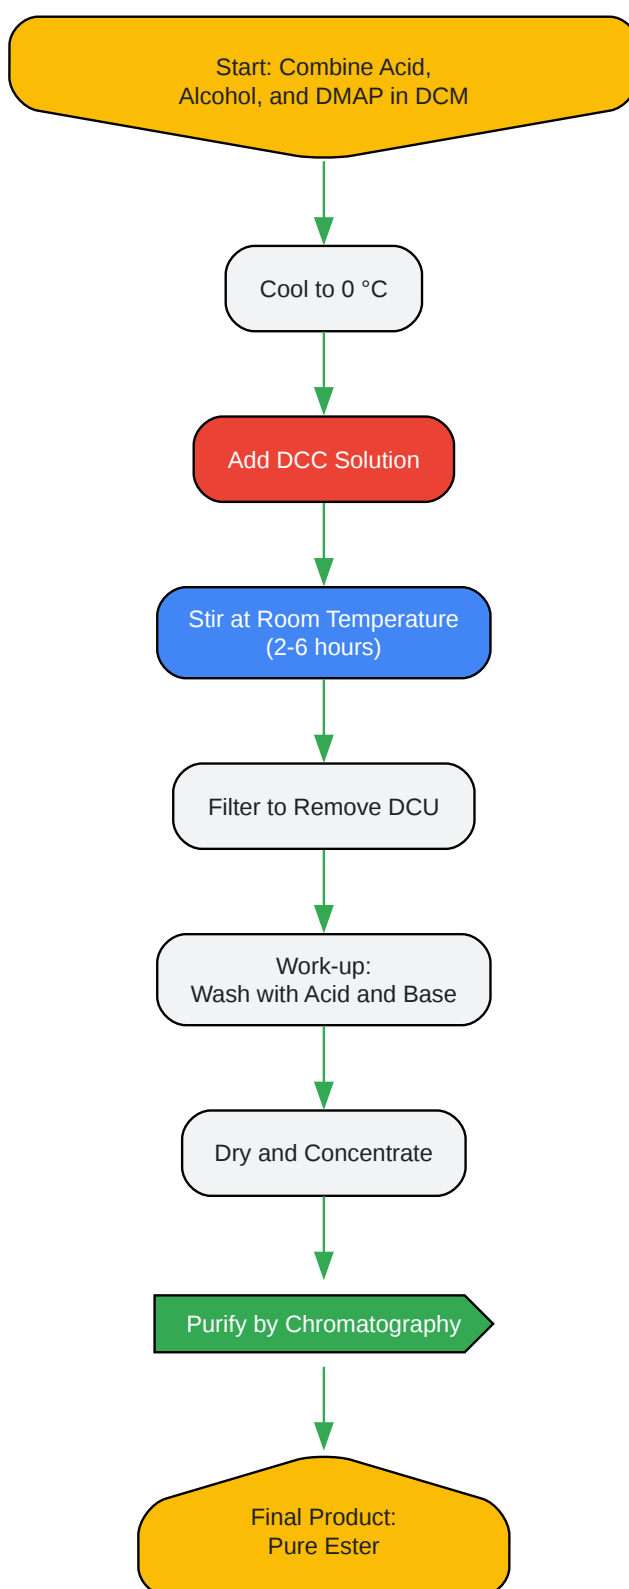 Start: Combine Acid,
Alcohol, and DMAP in DCM
Cool to 0 °C
Add DCC Solution
Stir at Room Temperature
(2-6 hours)
Filter to Remove DCU
Work-up:
Wash with Acid and Base
Dry and Concentrate
Purify by Chromatography
Final Product:
Pure Ester